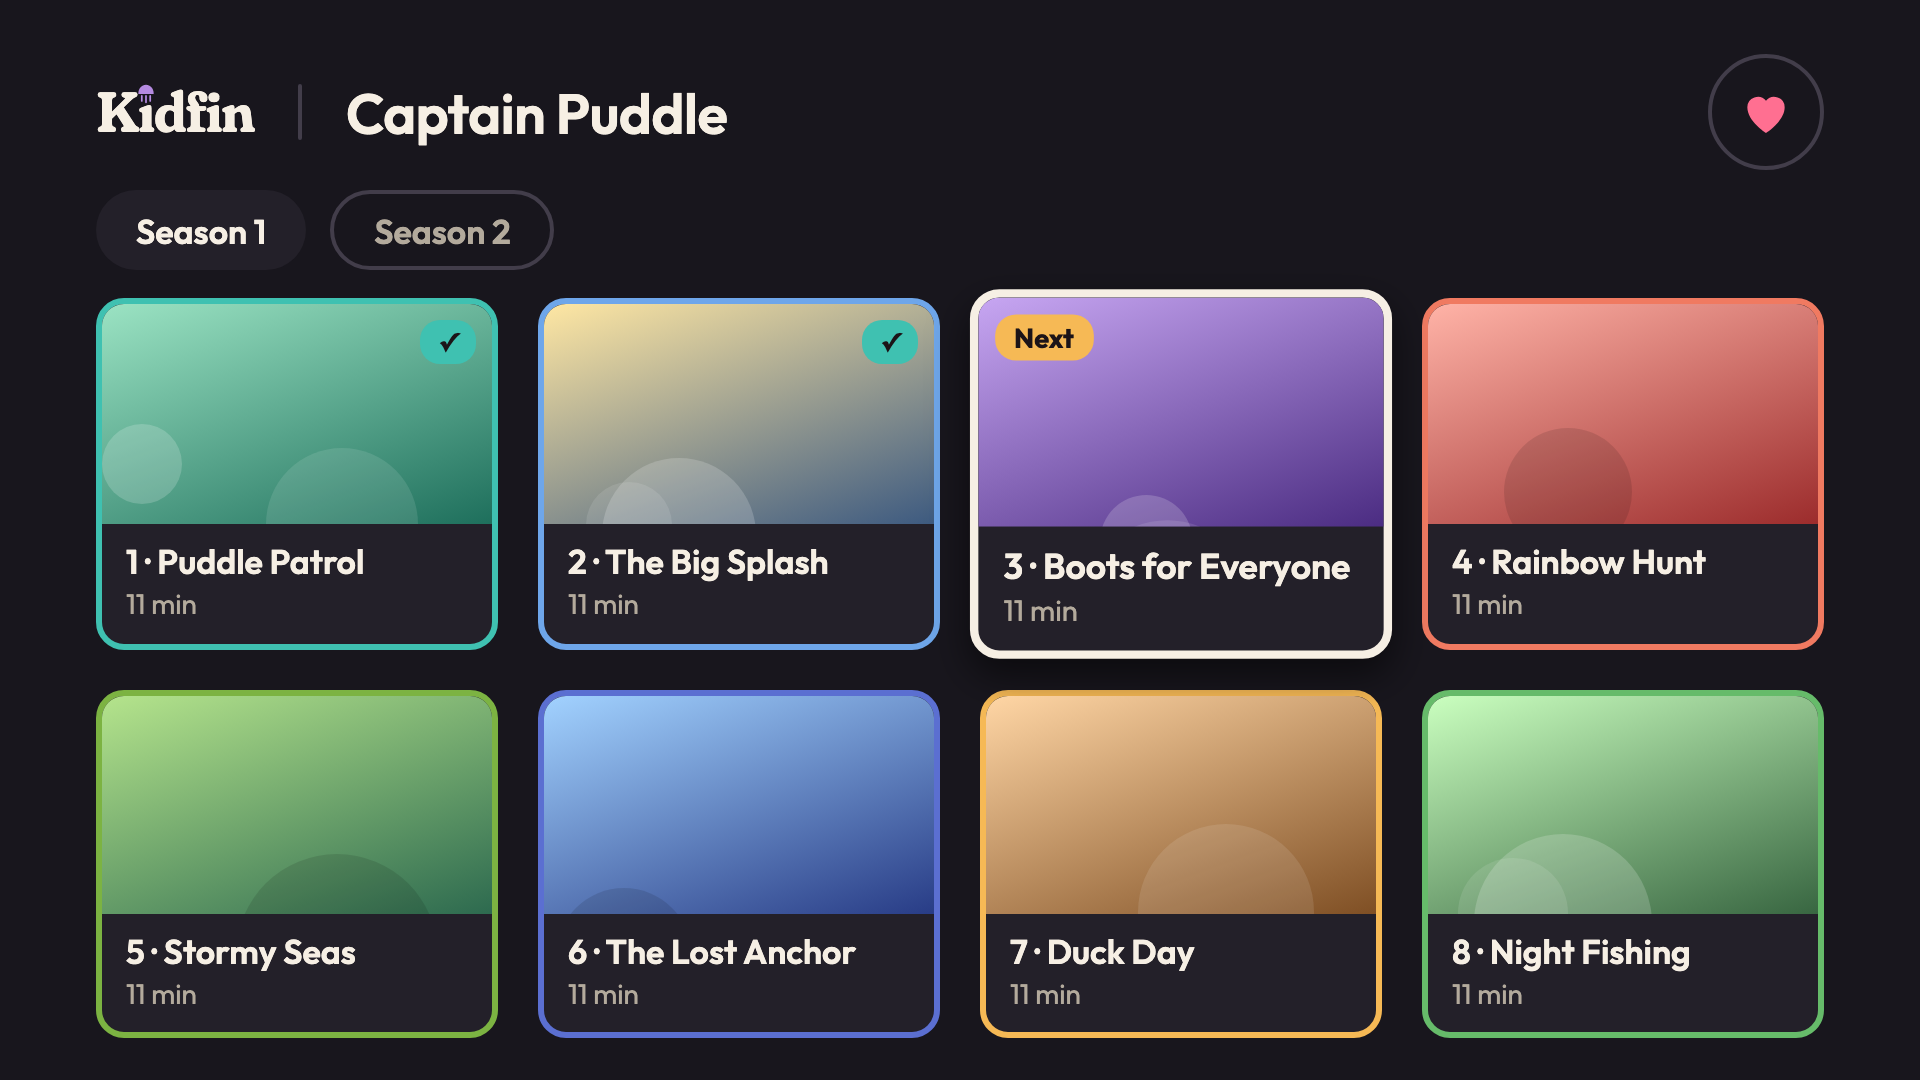 Kidfin
Captain Puddle
Season 1
Season 2
✓
✓
Next
1 · Puddle Patrol
11 min
2 · The Big Splash
11 min
3 · Boots for Everyone
11 min
4 · Rainbow Hunt
11 min
5 · Stormy Seas
11 min
6 · The Lost Anchor
11 min
7 · Duck Day
11 min
8 · Night Fishing
11 min